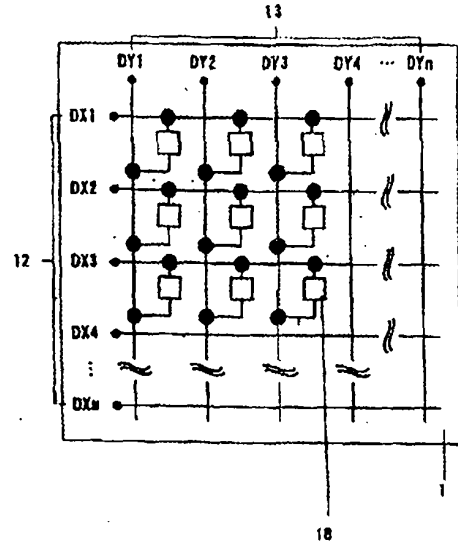 13
DY1 DY2 DY3 DY4 ... DYn
DX1
DX2
12
DX3
DX4
...
DXm
1
18